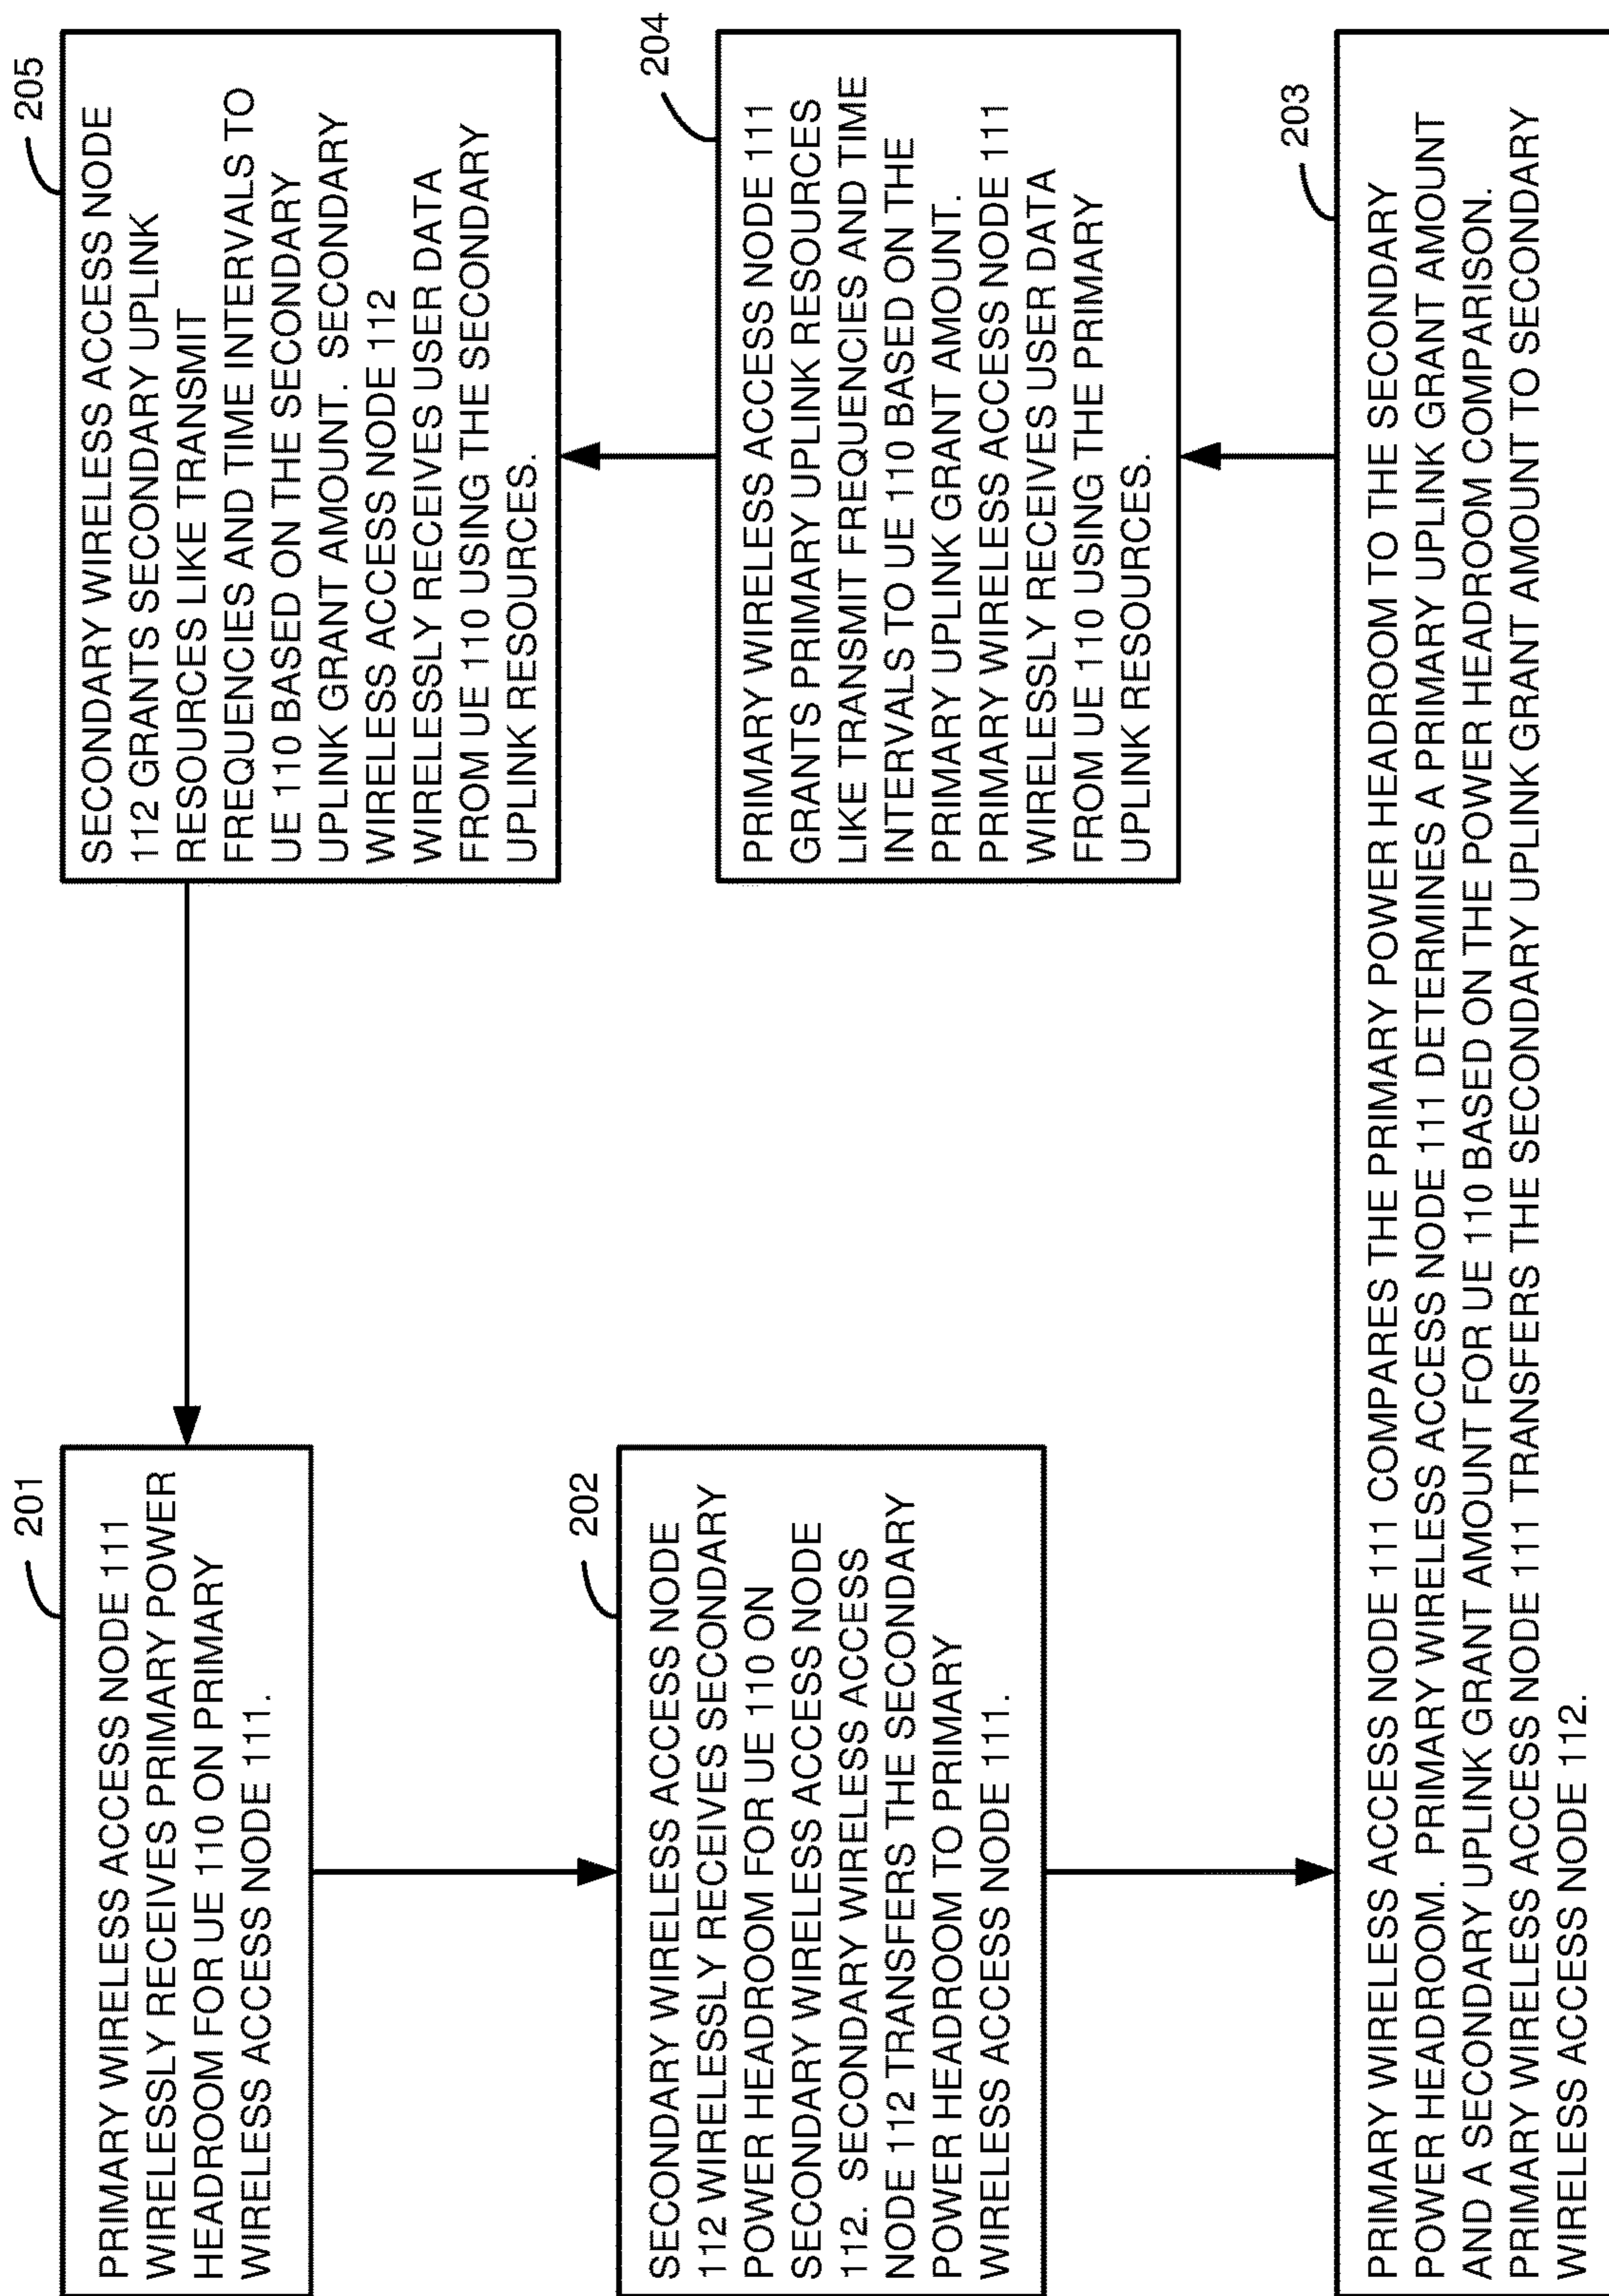 201
PRIMARY WIRELESS ACCESS NODE 111
WIRELESSLY RECEIVES PRIMARY POWER
HEADROOM FOR UE 110 ON PRIMARY
WIRELESS ACCESS NODE 111.
202
SECONDARY WIRELESS ACCESS NODE
112 WIRELESSLY RECEIVES SECONDARY
POWER HEADROOM FOR UE 110 ON
SECONDARY WIRELESS ACCESS NODE
112. SECONDARY WIRELESS ACCESS
NODE 112 TRANSFERS THE SECONDARY
POWER HEADROOM TO PRIMARY
WIRELESS ACCESS NODE 111.
203
PRIMARY WIRELESS ACCESS NODE 111 COMPARES THE PRIMARY POWER HEADROOM TO THE SECONDARY
POWER HEADROOM. PRIMARY WIRELESS ACCESS NODE 111 DETERMINES A PRIMARY UPLINK GRANT AMOUNT
AND A SECONDARY UPLINK GRANT AMOUNT FOR UE 110 BASED ON THE POWER HEADROOM COMPARISON.
PRIMARY WIRELESS ACCESS NODE 111 TRANSFERS THE SECONDARY UPLINK GRANT AMOUNT TO SECONDARY
WIRELESS ACCESS NODE 112.
204
PRIMARY WIRELESS ACCESS NODE 111
GRANTS PRIMARY UPLINK RESOURCES
LIKE TRANSMIT FREQUENCIES AND TIME
INTERVALS TO UE 110 BASED ON THE
PRIMARY UPLINK GRANT AMOUNT.
PRIMARY WIRELESS ACCESS NODE 111
WIRELESSLY RECEIVES USER DATA
FROM UE 110 USING THE PRIMARY
UPLINK RESOURCES.
205
SECONDARY WIRELESS ACCESS NODE
112 GRANTS SECONDARY UPLINK
RESOURCES LIKE TRANSMIT
FREQUENCIES AND TIME INTERVALS TO
UE 110 BASED ON THE SECONDARY
UPLINK GRANT AMOUNT. SECONDARY
WIRELESS ACCESS NODE 112
WIRELESSLY RECEIVES USER DATA
FROM UE 110 USING THE SECONDARY
UPLINK RESOURCES.